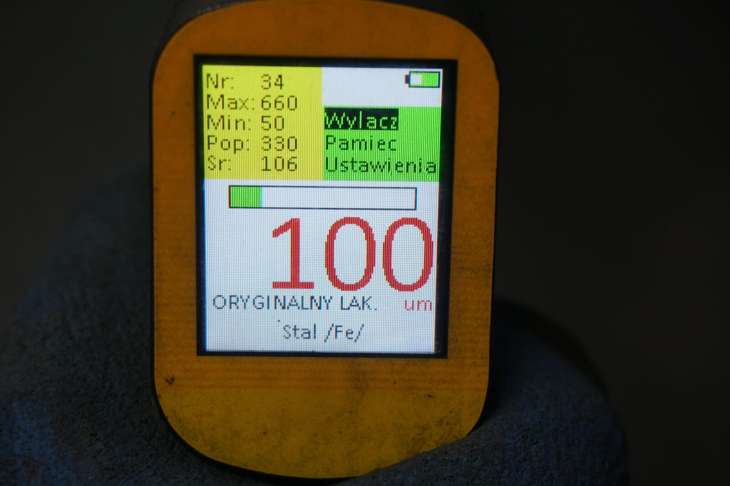 Nr: 34
Max: 660
Min: 50
Pop: 330
Sr: 106
Wylacz
Pamiec
Ustawienia
100
ORYGINALNY LAK. um
Stal /Fe/